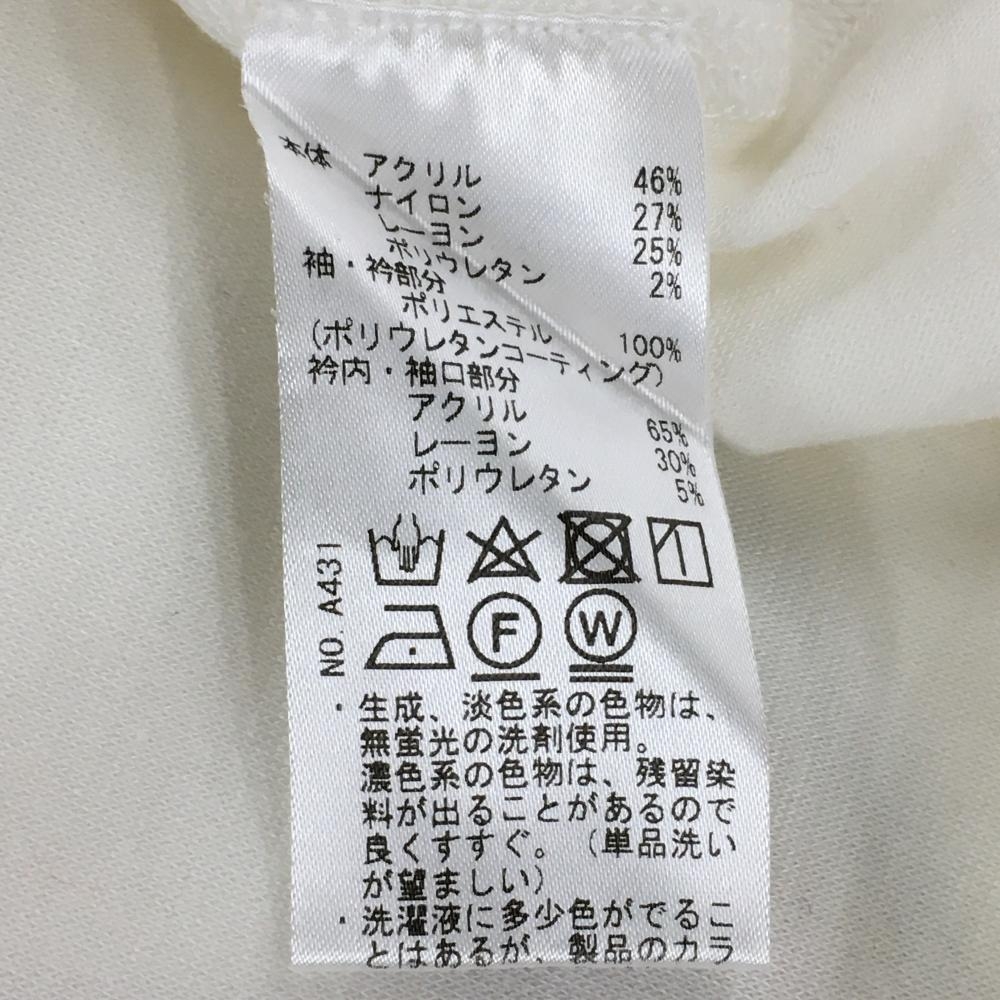 本体 アクリル 46%
ナイロン 27%
レーヨン 25%
ポリウレタン 2%
袖・衿部分
ポリエステル 100%
(ポリウレタンコーティング)
衿内・袖口部分
アクリル 65%
レーヨン 30%
ポリウレタン 5%
NO. A431
F W
・生成、淡色系の色物は、
無蛍光の洗剤使用。
濃色系の色物は、残留染
料が出ることがあるので
良くすすぐ。(単品洗い
が望ましい)
・洗濯液に多少色がでるこ
とはあるが、製品のカラ